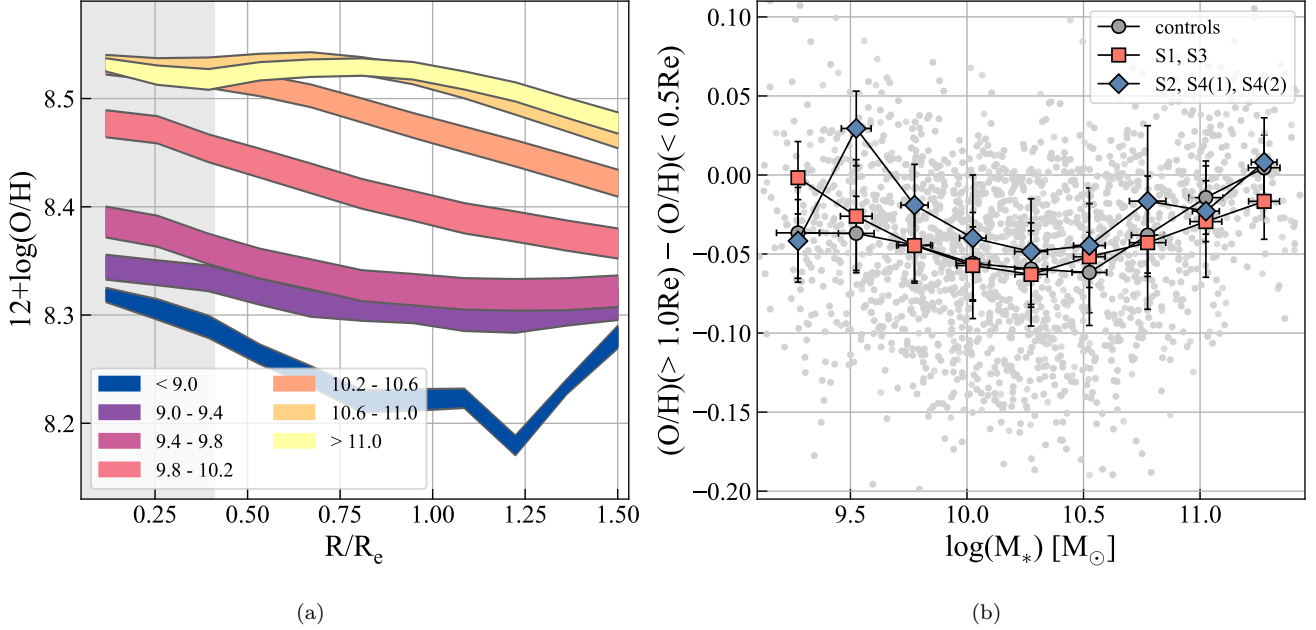 8.5
8.4
8.3
8.2
12+log(O/H)
< 9.0
9.0 - 9.4
9.4 - 9.8
9.8 - 10.2
10.2 - 10.6
10.6 - 11.0
> 11.0
0.25 0.50 0.75 1.00 1.25 1.50
R/Re
(a)
0.10
0.05
0.00
−0.05
−0.10
−0.15
−0.20
(O/H)(> 1.0Re) − (O/H)(< 0.5Re)
controls
S1, S3
S2, S4(1), S4(2)
9.5 10.0 10.5 11.0
log(M*) [M⊙]
(b)